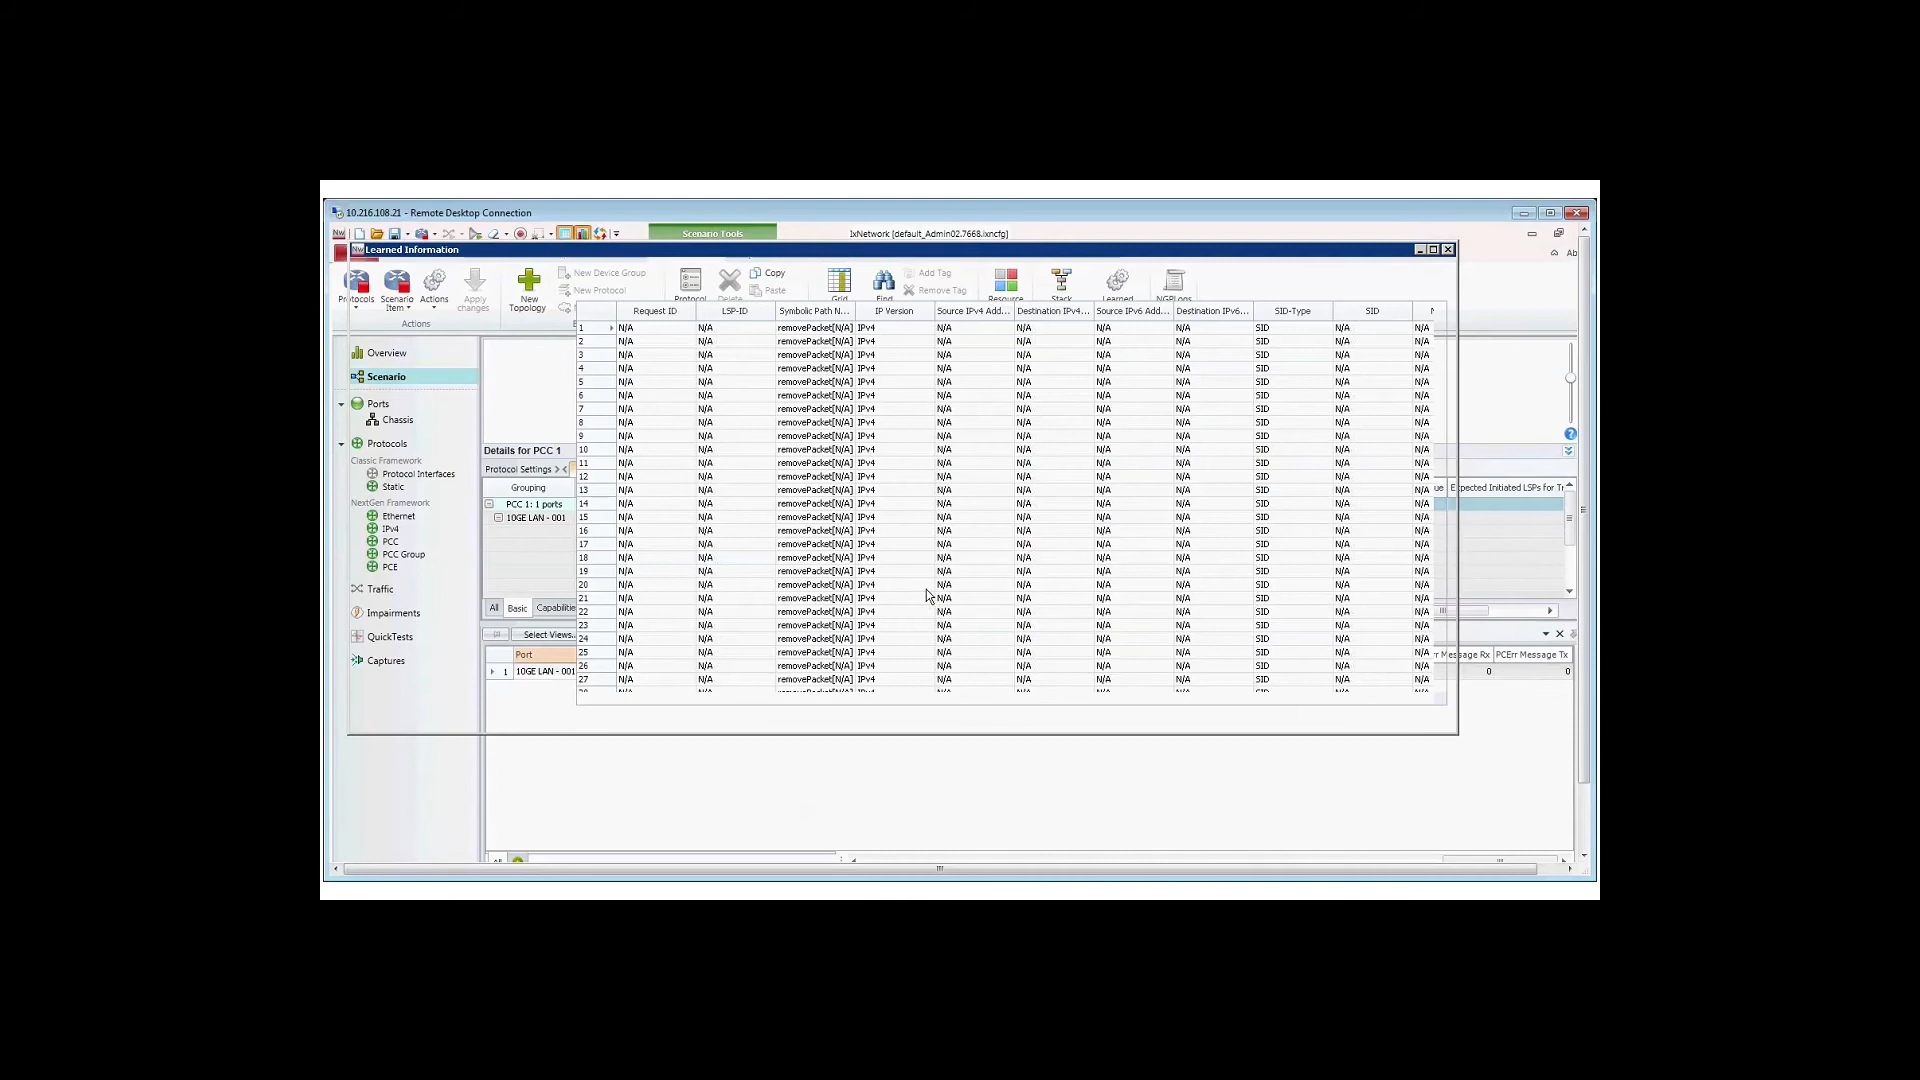 10.216.108.21 - Remote Desktop Connection
Scenario Tools
IxNetwork [default_Admin02.7668.ixncfg]
Learned Information
Ab
New Device Group
Copy
Add Tag
Protocols Scenario Item Actions Apply changes New Topology New Protocol Protocol Delete Paste Grid Find Remove Tag Resource Stack Learned NGPLogs
Actions
Request ID LSP-ID Symbolic Path N... IP Version Source IPv4 Add... Destination IPv4... Source IPv6 Add... Destination IPv6... SID-Type SID
1 N/A N/A removePacket[N/A] IPv4 N/A N/A N/A N/A SID N/A N/A
2 N/A N/A removePacket[N/A] IPv4 N/A N/A N/A N/A SID N/A N/A
3 N/A N/A removePacket[N/A] IPv4 N/A N/A N/A N/A SID N/A N/A
4 N/A N/A removePacket[N/A] IPv4 N/A N/A N/A N/A SID N/A N/A
5 N/A N/A removePacket[N/A] IPv4 N/A N/A N/A N/A SID N/A N/A
6 N/A N/A removePacket[N/A] IPv4 N/A N/A N/A N/A SID N/A N/A
7 N/A N/A removePacket[N/A] IPv4 N/A N/A N/A N/A SID N/A N/A
8 N/A N/A removePacket[N/A] IPv4 N/A N/A N/A N/A SID N/A N/A
9 N/A N/A removePacket[N/A] IPv4 N/A N/A N/A N/A SID N/A N/A
10 N/A N/A removePacket[N/A] IPv4 N/A N/A N/A N/A SID N/A N/A
11 N/A N/A removePacket[N/A] IPv4 N/A N/A N/A N/A SID N/A N/A
12 N/A N/A removePacket[N/A] IPv4 N/A N/A N/A N/A SID N/A N/A
13 N/A N/A removePacket[N/A] IPv4 N/A N/A N/A N/A SID N/A N/A
14 N/A N/A removePacket[N/A] IPv4 N/A N/A N/A N/A SID N/A N/A
15 N/A N/A removePacket[N/A] IPv4 N/A N/A N/A N/A SID N/A N/A
16 N/A N/A removePacket[N/A] IPv4 N/A N/A N/A N/A SID N/A N/A
17 N/A N/A removePacket[N/A] IPv4 N/A N/A N/A N/A SID N/A N/A
18 N/A N/A removePacket[N/A] IPv4 N/A N/A N/A N/A SID N/A N/A
19 N/A N/A removePacket[N/A] IPv4 N/A N/A N/A N/A SID N/A N/A
20 N/A N/A removePacket[N/A] IPv4 N/A N/A N/A N/A SID N/A N/A
21 N/A N/A removePacket[N/A] IPv4 N/A N/A N/A N/A SID N/A N/A
22 N/A N/A removePacket[N/A] IPv4 N/A N/A N/A N/A SID N/A N/A
23 N/A N/A removePacket[N/A] IPv4 N/A N/A N/A N/A SID N/A N/A
24 N/A N/A removePacket[N/A] IPv4 N/A N/A N/A N/A SID N/A N/A
25 N/A N/A removePacket[N/A] IPv4 N/A N/A N/A N/A SID N/A N/A
26 N/A N/A removePacket[N/A] IPv4 N/A N/A N/A N/A SID N/A N/A
27 N/A N/A removePacket[N/A] IPv4 N/A N/A N/A N/A SID N/A N/A
Overview
Scenario
Ports
Chassis
Protocols
Classic Framework
Protocol Interfaces
Static
NextGen Framework
Ethernet
IPv4
PCC
PCC Group
PCE
Traffic
Impairments
QuickTests
Captures
Details for PCC 1
Protocol Settings
Grouping
PCC 1: 1 ports
10GE LAN - 001
All Basic Capabilitie
Select Views..
Port
1 10GE LAN - 001
ue Expected Initiated LSPs for Tr
rr Message Rx PCErr Message Tx
0 0